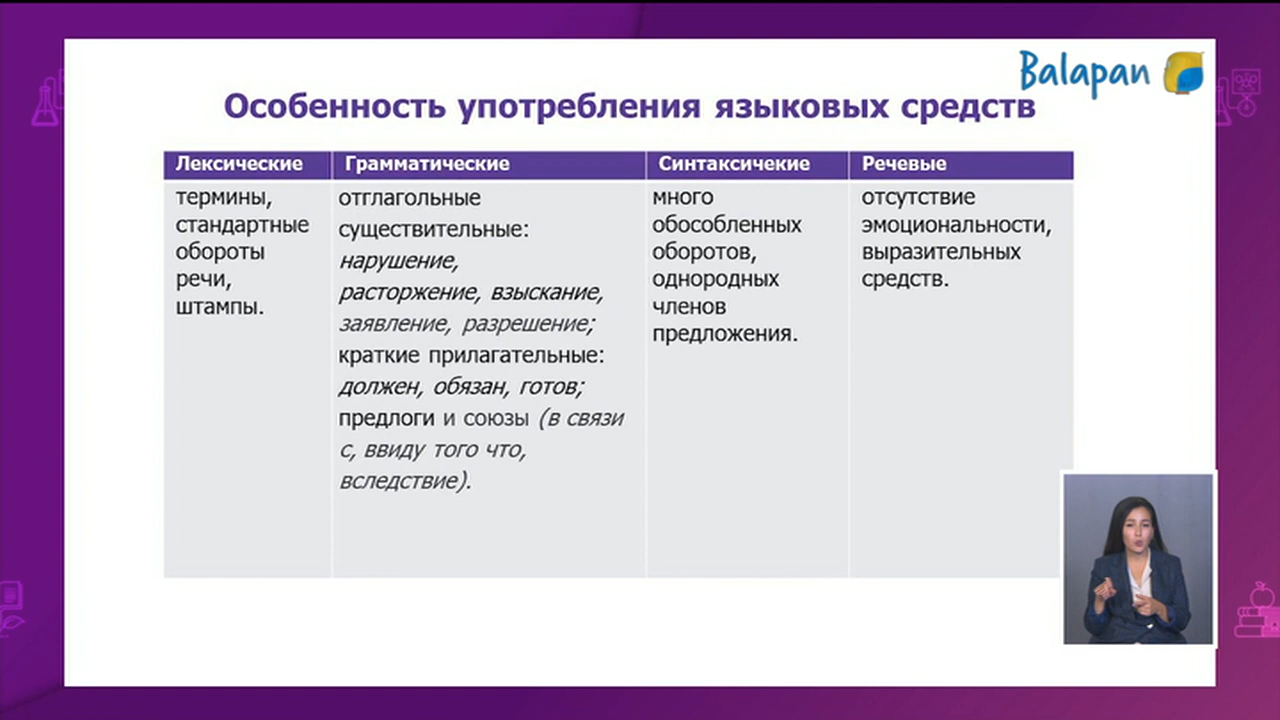 Balapan
Особенность употребления языковых средств
Лексические
Грамматические
Синтаксичекие
Речевые
термины,
стандартные
обороты
речи,
штампы.
отглагольные
существительные:
нарушение,
расторжение, взыскание,
заявление, разрешение;
краткие прилагательные:
должен, обязан, готов;
предлоги и союзы (в связи
с, ввиду того что,
вследствие).
много
обособленных
оборотов,
однородных
членов
предложения.
отсутствие
эмоциональности,
выразительных
средств.